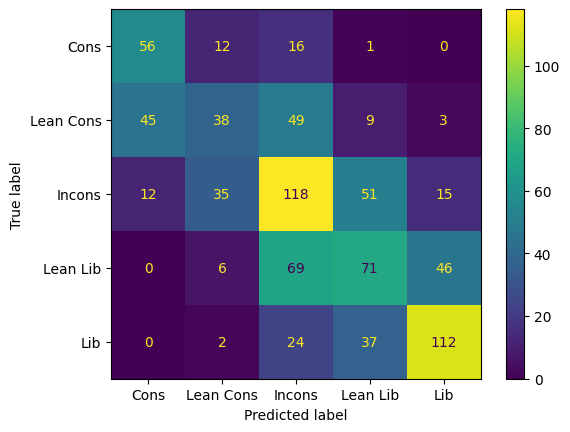 Cons 56 12 16 1 0
Lean Cons 45 38 49 9 3
Incons 12 35 118 51 15
Lean Lib 0 6 69 71 46
Lib 0 2 24 37 112
Cons Lean Cons Incons Lean Lib Lib
Predicted label
True label
100
80
60
40
20
0